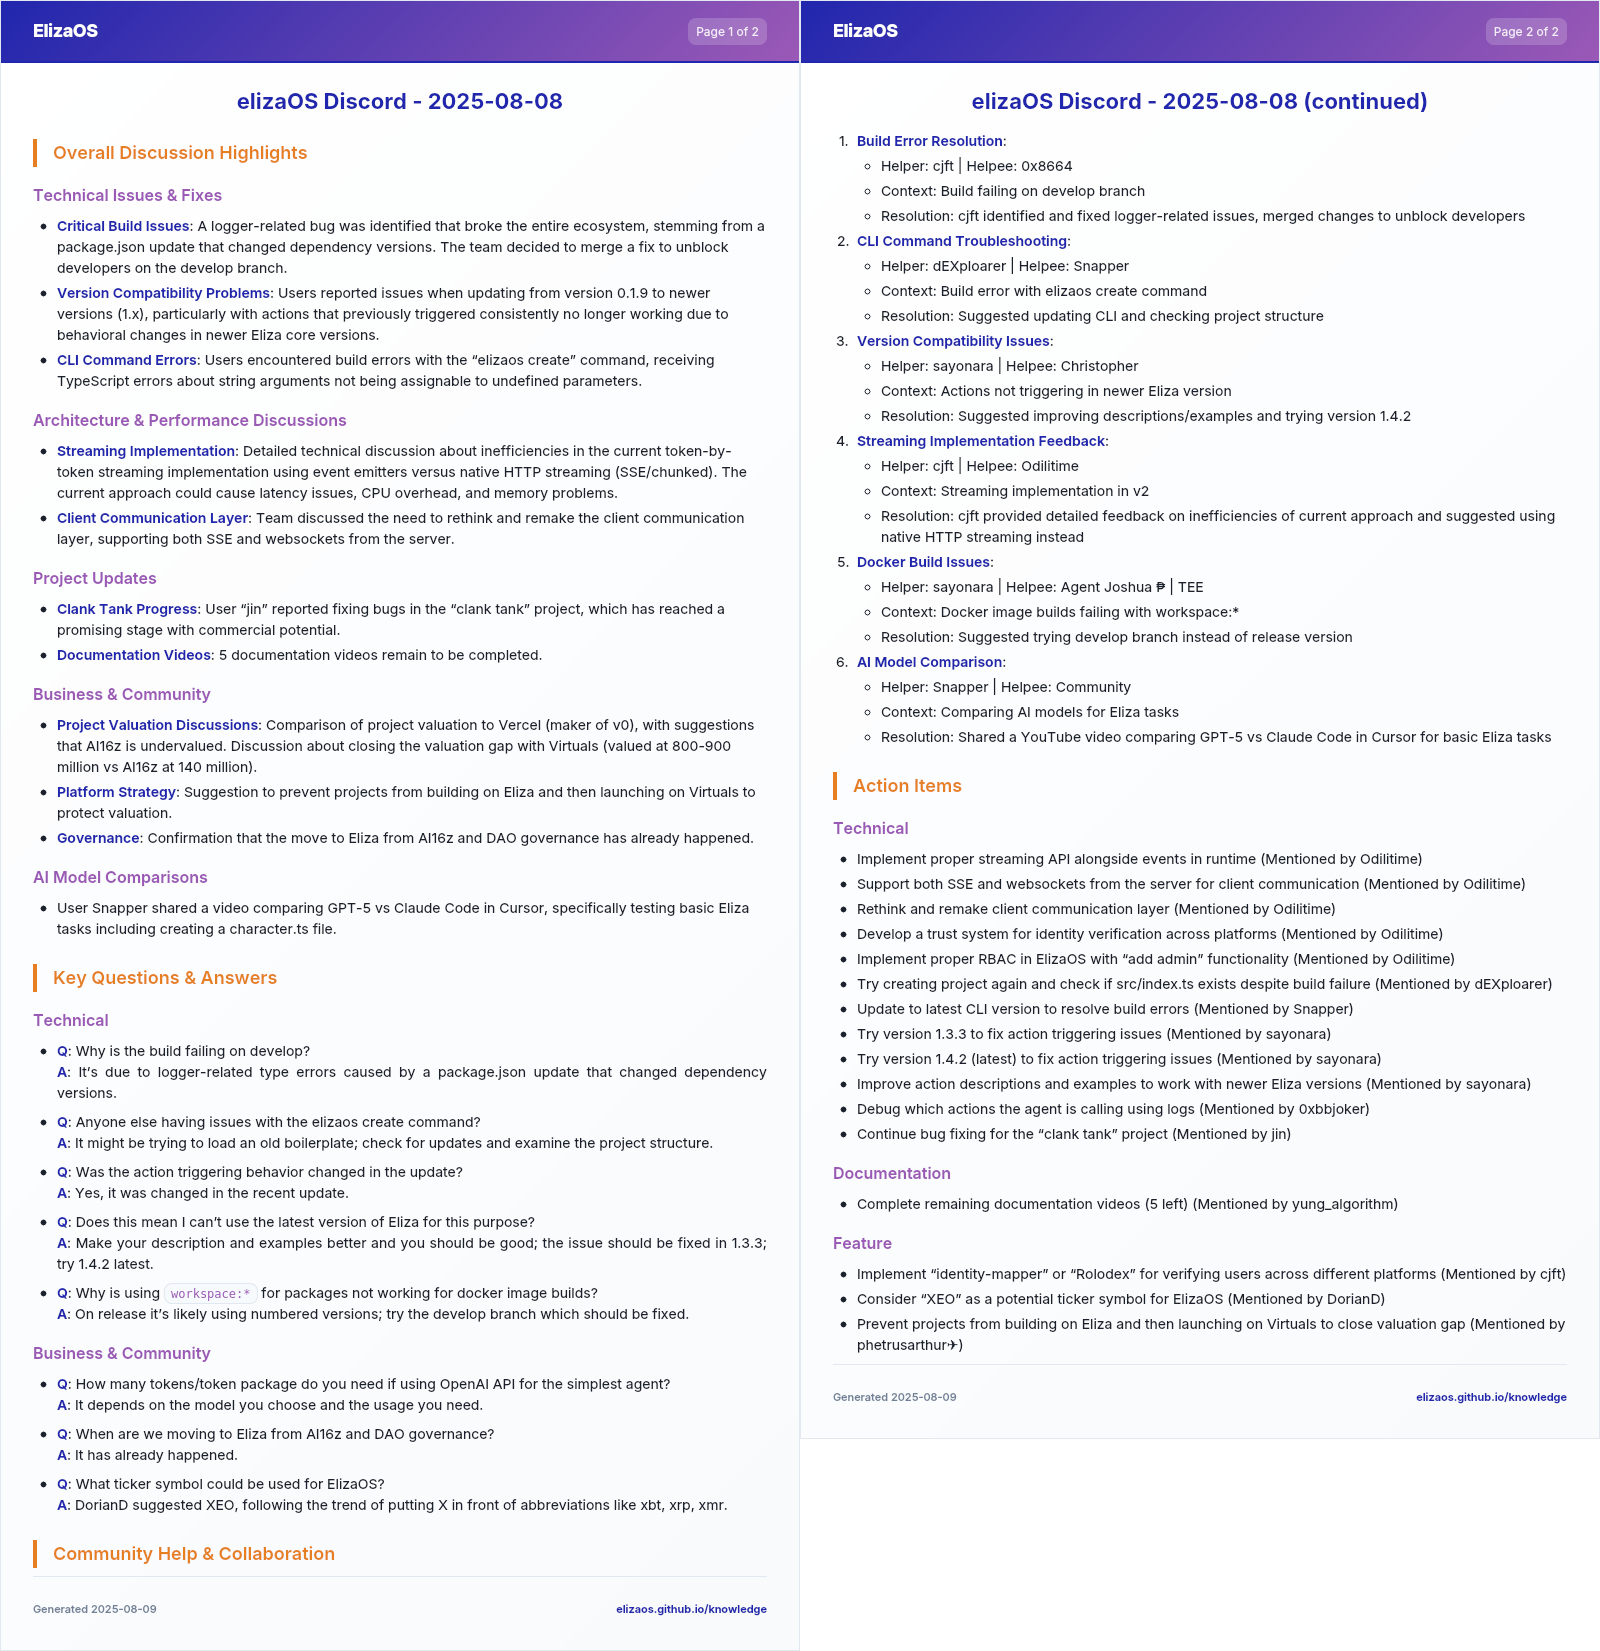 ElizaOS
Page 1 of 2
elizaOS Discord - 2025-08-08
Overall Discussion Highlights
Technical Issues & Fixes
• Critical Build Issues: A logger-related bug was identified that broke the entire ecosystem, stemming from a
package.json update that changed dependency versions. The team decided to merge a fix to unblock
developers on the develop branch.
• Version Compatibility Problems: Users reported issues when updating from version 0.1.9 to newer
versions (1.x), particularly with actions that previously triggered consistently no longer working due to
behavioral changes in newer Eliza core versions.
• CLI Command Errors: Users encountered build errors with the “elizaos create” command, receiving
TypeScript errors about string arguments not being assignable to undefined parameters.
Architecture & Performance Discussions
• Streaming Implementation: Detailed technical discussion about inefficiencies in the current token-by-
token streaming implementation using event emitters versus native HTTP streaming (SSE/chunked). The
current approach could cause latency issues, CPU overhead, and memory problems.
• Client Communication Layer: Team discussed the need to rethink and remake the client communication
layer, supporting both SSE and websockets from the server.
Project Updates
• Clank Tank Progress: User “jin” reported fixing bugs in the “clank tank” project, which has reached a
promising stage with commercial potential.
• Documentation Videos: 5 documentation videos remain to be completed.
Business & Community
• Project Valuation Discussions: Comparison of project valuation to Vercel (maker of v0), with suggestions
that AI16z is undervalued. Discussion about closing the valuation gap with Virtuals (valued at 800-900
million vs AI16z at 140 million).
• Platform Strategy: Suggestion to prevent projects from building on Eliza and then launching on Virtuals to
protect valuation.
• Governance: Confirmation that the move to Eliza from AI16z and DAO governance has already happened.
AI Model Comparisons
• User Snapper shared a video comparing GPT-5 vs Claude Code in Cursor, specifically testing basic Eliza
tasks including creating a character.ts file.
Key Questions & Answers
Technical
• Q: Why is the build failing on develop?
A: It’s due to logger-related type errors caused by a package.json update that changed dependency
versions.
• Q: Anyone else having issues with the elizaos create command?
A: It might be trying to load an old boilerplate; check for updates and examine the project structure.
• Q: Was the action triggering behavior changed in the update?
A: Yes, it was changed in the recent update.
• Q: Does this mean I can’t use the latest version of Eliza for this purpose?
A: Make your description and examples better and you should be good; the issue should be fixed in 1.3.3;
try 1.4.2 latest.
• Q: Why is using workspace:* for packages not working for docker image builds?
A: On release it’s likely using numbered versions; try the develop branch which should be fixed.
Business & Community
• Q: How many tokens/token package do you need if using OpenAI API for the simplest agent?
A: It depends on the model you choose and the usage you need.
• Q: When are we moving to Eliza from AI16z and DAO governance?
A: It has already happened.
• Q: What ticker symbol could be used for ElizaOS?
A: DorianD suggested XEO, following the trend of putting X in front of abbreviations like xbt, xrp, xmr.
Community Help & Collaboration
Generated 2025-08-09
elizaos.github.io/knowledge
ElizaOS
Page 2 of 2
elizaOS Discord - 2025-08-08 (continued)
1. Build Error Resolution:
◦ Helper: cjft | Helpee: 0x8664
◦ Context: Build failing on develop branch
◦ Resolution: cjft identified and fixed logger-related issues, merged changes to unblock developers
2. CLI Command Troubleshooting:
◦ Helper: dEXploarer | Helpee: Snapper
◦ Context: Build error with elizaos create command
◦ Resolution: Suggested updating CLI and checking project structure
3. Version Compatibility Issues:
◦ Helper: sayonara | Helpee: Christopher
◦ Context: Actions not triggering in newer Eliza version
◦ Resolution: Suggested improving descriptions/examples and trying version 1.4.2
4. Streaming Implementation Feedback:
◦ Helper: cjft | Helpee: Odilitime
◦ Context: Streaming implementation in v2
◦ Resolution: cjft provided detailed feedback on inefficiencies of current approach and suggested using
native HTTP streaming instead
5. Docker Build Issues:
◦ Helper: sayonara | Helpee: Agent Joshua ₱ | TEE
◦ Context: Docker image builds failing with workspace:*
◦ Resolution: Suggested trying develop branch instead of release version
6. AI Model Comparison:
◦ Helper: Snapper | Helpee: Community
◦ Context: Comparing AI models for Eliza tasks
◦ Resolution: Shared a YouTube video comparing GPT-5 vs Claude Code in Cursor for basic Eliza tasks
Action Items
Technical
• Implement proper streaming API alongside events in runtime (Mentioned by Odilitime)
• Support both SSE and websockets from the server for client communication (Mentioned by Odilitime)
• Rethink and remake client communication layer (Mentioned by Odilitime)
• Develop a trust system for identity verification across platforms (Mentioned by Odilitime)
• Implement proper RBAC in ElizaOS with “add admin” functionality (Mentioned by Odilitime)
• Try creating project again and check if src/index.ts exists despite build failure (Mentioned by dEXploarer)
• Update to latest CLI version to resolve build errors (Mentioned by Snapper)
• Try version 1.3.3 to fix action triggering issues (Mentioned by sayonara)
• Try version 1.4.2 (latest) to fix action triggering issues (Mentioned by sayonara)
• Improve action descriptions and examples to work with newer Eliza versions (Mentioned by sayonara)
• Debug which actions the agent is calling using logs (Mentioned by 0xbbjoker)
• Continue bug fixing for the “clank tank” project (Mentioned by jin)
Documentation
• Complete remaining documentation videos (5 left) (Mentioned by yung_algorithm)
Feature
• Implement “identity-mapper” or “Rolodex” for verifying users across different platforms (Mentioned by cjft)
• Consider “XEO” as a potential ticker symbol for ElizaOS (Mentioned by DorianD)
• Prevent projects from building on Eliza and then launching on Virtuals to close valuation gap (Mentioned by
phetrusarthur✈)
Generated 2025-08-09
elizaos.github.io/knowledge